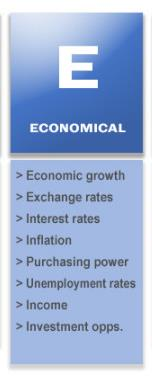 E
ECONOMICAL
> Economic growth
> Exchange rates
> Interest rates
> Inflation
> Purchasing power
> Unemployment rates
> Income
> Investment opps.